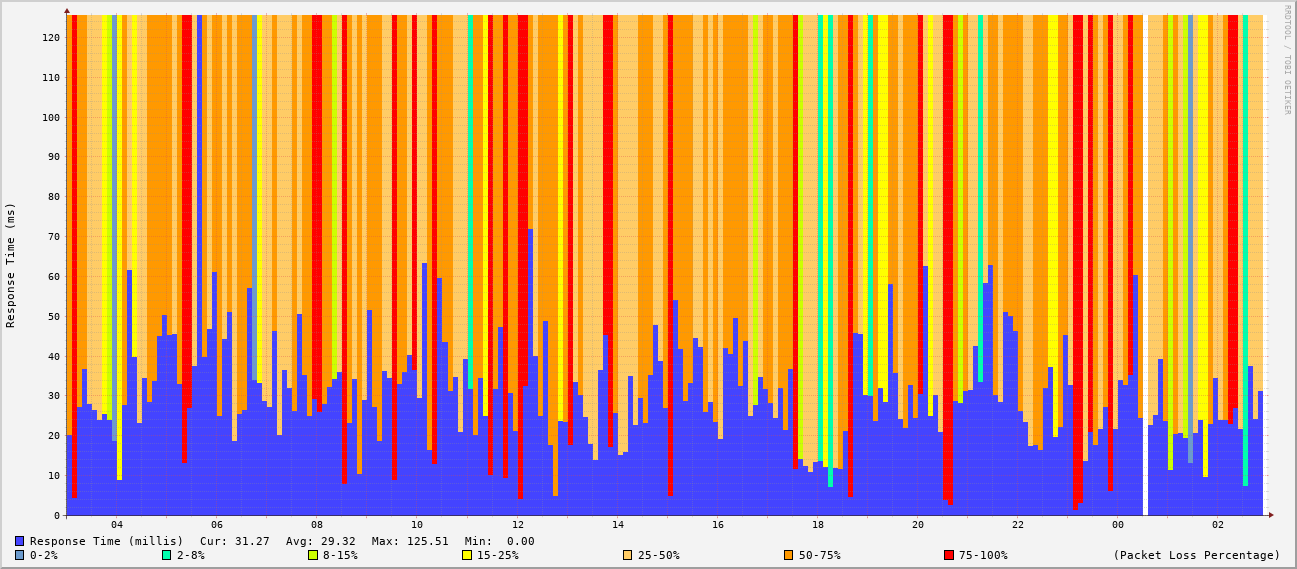 RRDTOOL / TOBI OETIKER
Response Time (ms)
120
110
100
90
80
70
60
50
40
30
20
10
0
04 06 08 10 12 14 16 18 20 22 00 02
Response Time (millis) Cur: 31.27 Avg: 29.32 Max: 125.51 Min: 0.00
0-2% 2-8% 8-15% 15-25% 25-50% 50-75% 75-100% (Packet Loss Percentage)